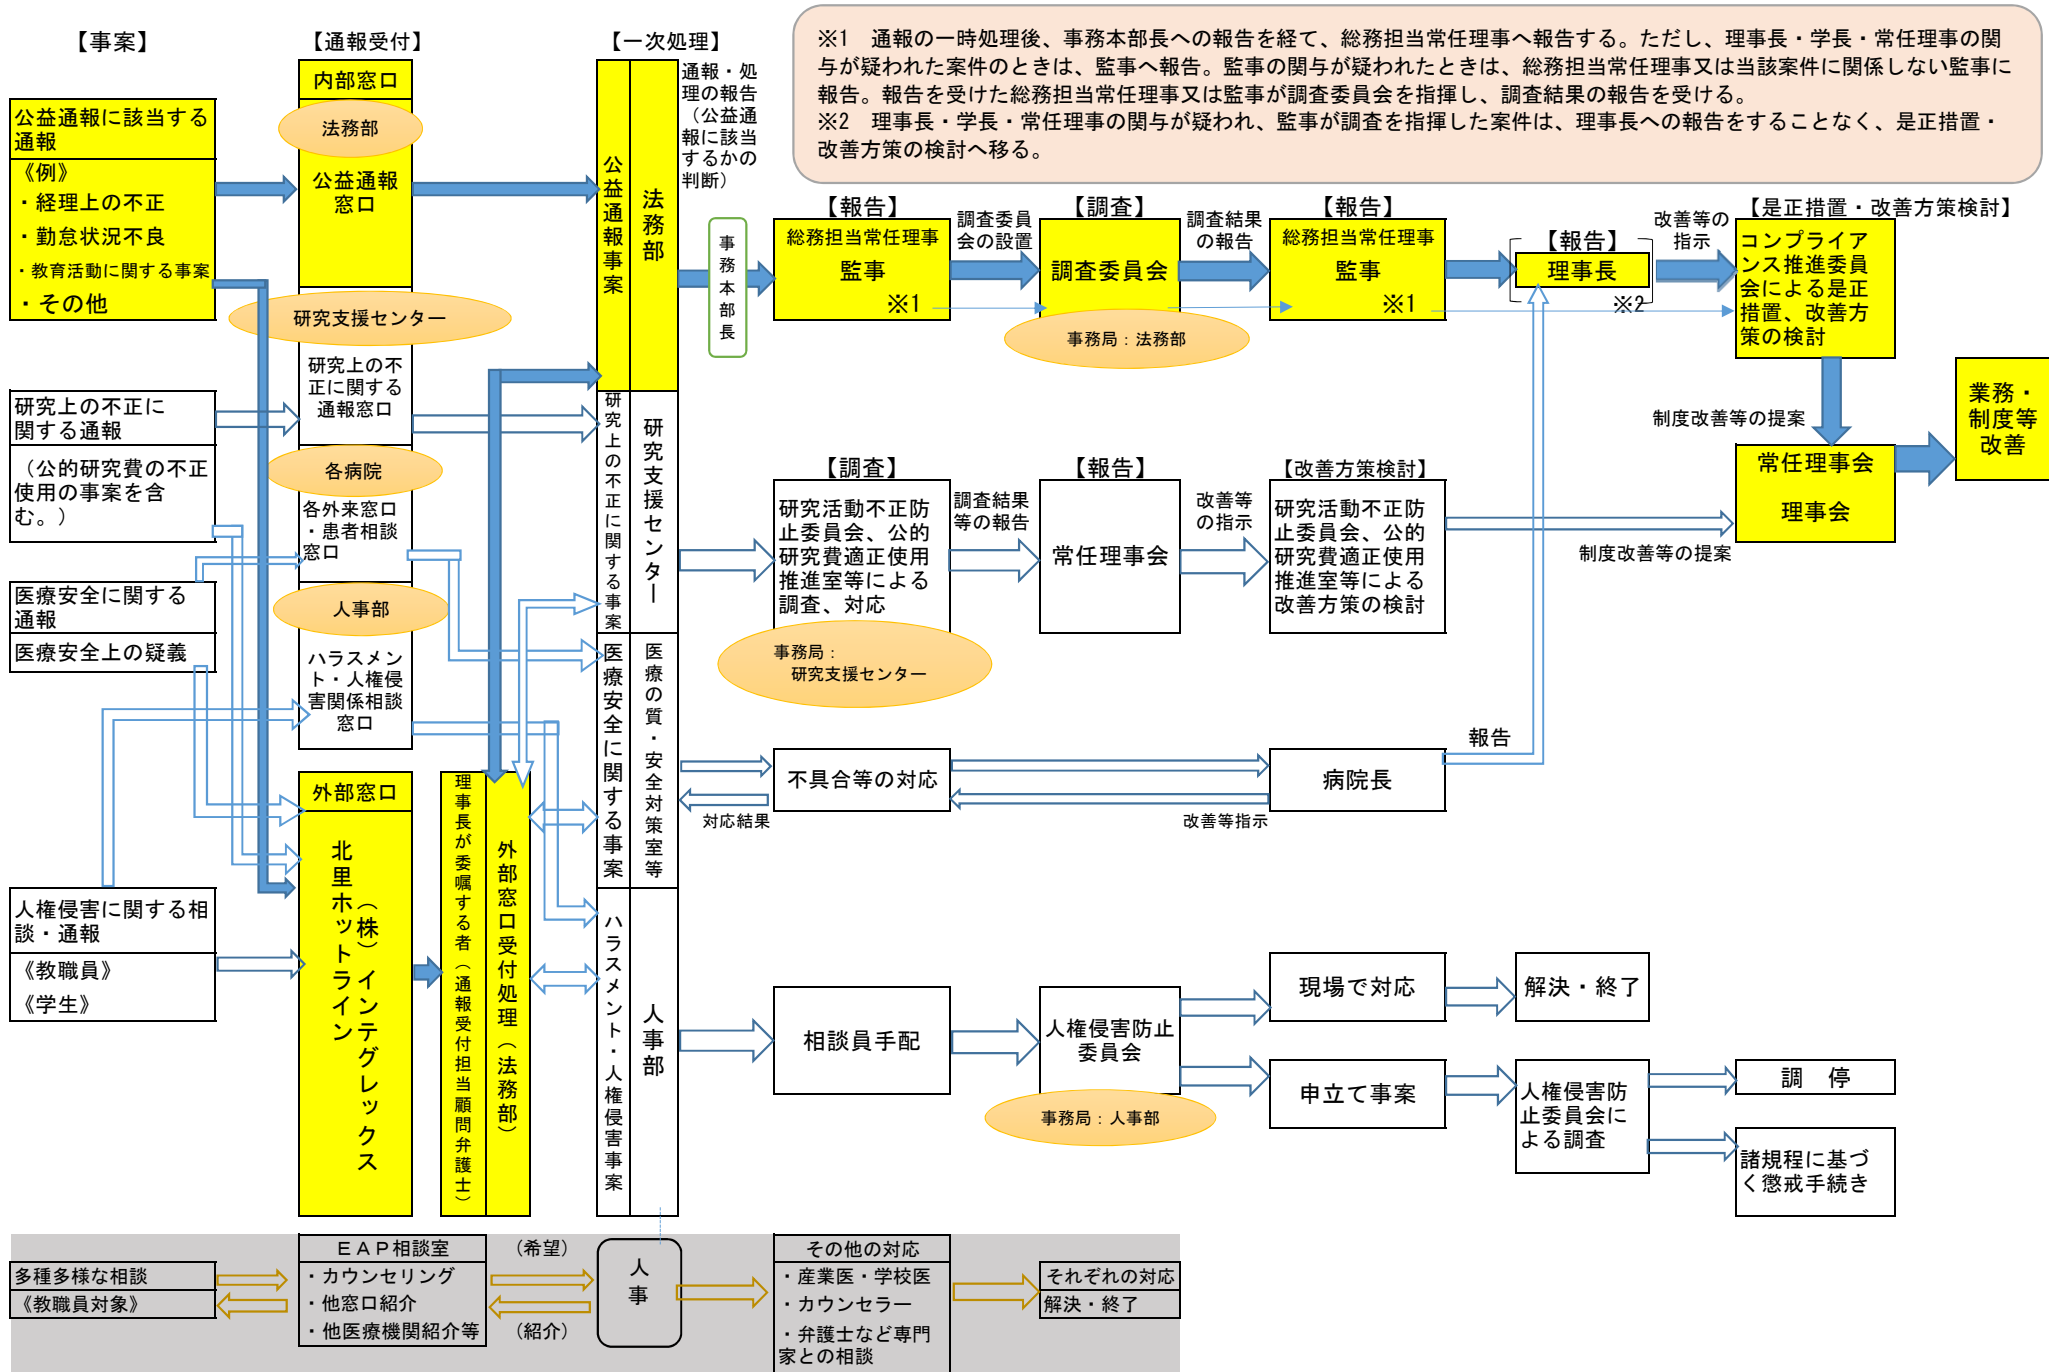 ※1　通報の一時処理後、事務本部長への報告を経て、総務担当常任理事へ報告する。ただし、理事長・学長・常任理事の関
与が疑われた案件のときは、監事へ報告。監事の関与が疑われたときは、総務担当常任理事又は当該案件に関係しない監事に
報告。報告を受けた総務担当常任理事又は監事が調査委員会を指揮し、調査結果の報告を受ける。
※2　理事長・学長・常任理事の関与が疑われ、監事が調査を指揮した案件は、理事長への報告をすることなく、是正措置・
改善方策の検討へ移る。
【事案】
公益通報に該当する
通報
《例》
・経理上の不正
・勤怠状況不良
・教育活動に関する事案
・その他
研究上の不正に
関する通報
（公的研究費の不正
使用の事案を含
む。）
医療安全に関する
通報
医療安全上の疑義
人権侵害に関する相
談・通報
《教職員》
《学生》
【通報受付】
内部窓口
法務部
公益通報
窓口
研究支援センター
研究上の不
正に関する
通報窓口
各病院
各外来窓口
・患者相談
窓口
人事部
ハラスメン
ト・人権侵
害関係相談
窓口
外部窓口
（株）インテグレックス
北里ホットライン
外部窓口受付処理（法務部）
理事長が委嘱する者（通報受付担当顧問弁護士）
【一次処理】
公益通報事案
法務部
研究上の不正に関する事案
研究支援センター
医療安全に関する事案
医療の質・安全対策室等
ハラスメント・人権侵害事案
人事部
通報・処
理の報告
（公益通
報に該当
するかの
判断）
事務本部長
【報告】
総務担当常任理事
監事
※1
調査委員
会の設置
【調査】
調査委員会
事務局：法務部
調査結果
の報告
【報告】
総務担当常任理事
監事
※1
【報告】
理事長
※2
改善等の
指示
【是正措置・改善方策検討】
コンプライア
ンス推進委員
会による是正
措置、改善方
策の検討
制度改善等の提案
常任理事会
理事会
業務・
制度等
改善
【調査】
研究活動不正防
止委員会、公的
研究費適正使用
推進室等による
調査、対応
事務局：
研究支援センター
調査結果
等の報告
【報告】
常任理事会
改善等
の指示
【改善方策検討】
研究活動不正防
止委員会、公的
研究費適正使用
推進室等による
改善方策の検討
制度改善等の提案
不具合等の対応
対応結果
改善等指示
病院長
報告
相談員手配
人権侵害防止
委員会
事務局：人事部
現場で対応
解決・終了
申立て事案
人権侵害防
止委員会に
よる調査
調　停
諸規程に基づ
く懲戒手続き
多種多様な相談
《教職員対象》
ＥＡＰ相談室
・カウンセリング
・他窓口紹介
・他医療機関紹介等
（希望）
（紹介）
人事
その他の対応
・産業医・学校医
・カウンセラー
・弁護士など専門
家との相談
それぞれの対応
解決・終了